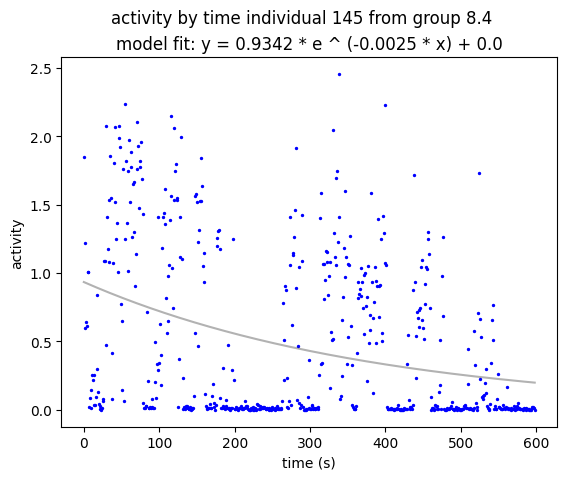 activity by time individual 145 from group 8.4
model fit: y = 0.9342 * e ^ (-0.0025 * x) + 0.0
2.5
2.0
1.5
1.0
0.5
0.0
activity
0 100 200 300 400 500 600
time (s)